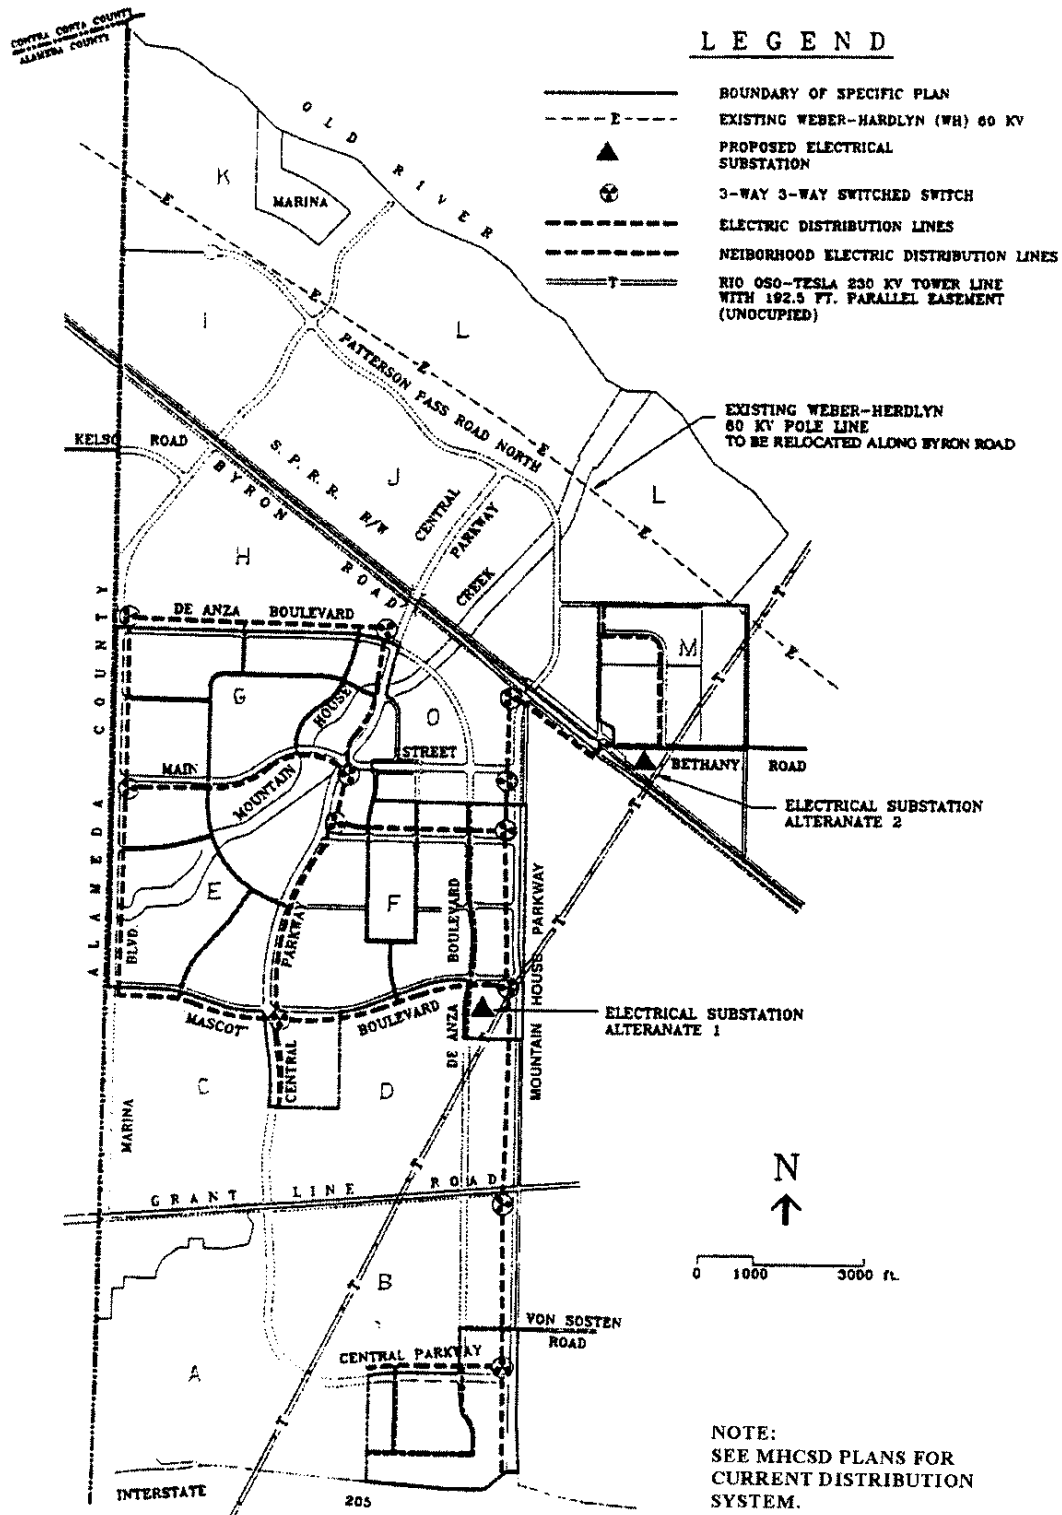 CONTRA COSTA COUNTY
ALAMEDA COUNTY
LEGEND
BOUNDARY OF SPECIFIC PLAN
E
EXISTING WEBER-HARDLYN (WH) 60 KV
PROPOSED ELECTRICAL
SUBSTATION
3-WAY 3-WAY SWITCHED SWITCH
ELECTRIC DISTRIBUTION LINES
NEIBORHOOD ELECTRIC DISTRIBUTION LINES
T
RIO OSO-TESLA 230 KV TOWER LINE
WITH 192.5 FT. PARALLEL EASEMENT
(UNOCUPIED)
OLD RIVER
K
MARINA
E
E
I
L
E
PATTERSON PASS ROAD NORTH
EXISTING WEBER-HERDLYN
60 KV POLE LINE
TO BE RELOCATED ALONG BYRON ROAD
KELSO ROAD
E
S. P. R. R. R/W
BYRON ROAD
J
CENTRAL
PARKWAY
L
E
H
CREEK
T
DE ANZA BOULEVARD
M
E
T
G
HOUSE
O
MAIN
STREET
BETHANY ROAD
MOUNTAIN
T
ELECTRICAL SUBSTATION
ALTERANATE 2
ALAMEDA COUNTY
E
F
BOULEVARD
MOUNTAIN HOUSE PARKWAY
T
BLVD.
PARKWAY
MASCOT
BOULEVARD
DE ANZA
ELECTRICAL SUBSTATION
ALTERANATE 1
CENTRAL
C
D
MARINA
T
GRANT LINE ROAD
N
0 1000 3000 ft.
T
B
VON SOSTEN
ROAD
CENTRAL PARKWAY
A
T
NOTE:
SEE MHCSD PLANS FOR
CURRENT DISTRIBUTION
SYSTEM.
INTERSTATE
205